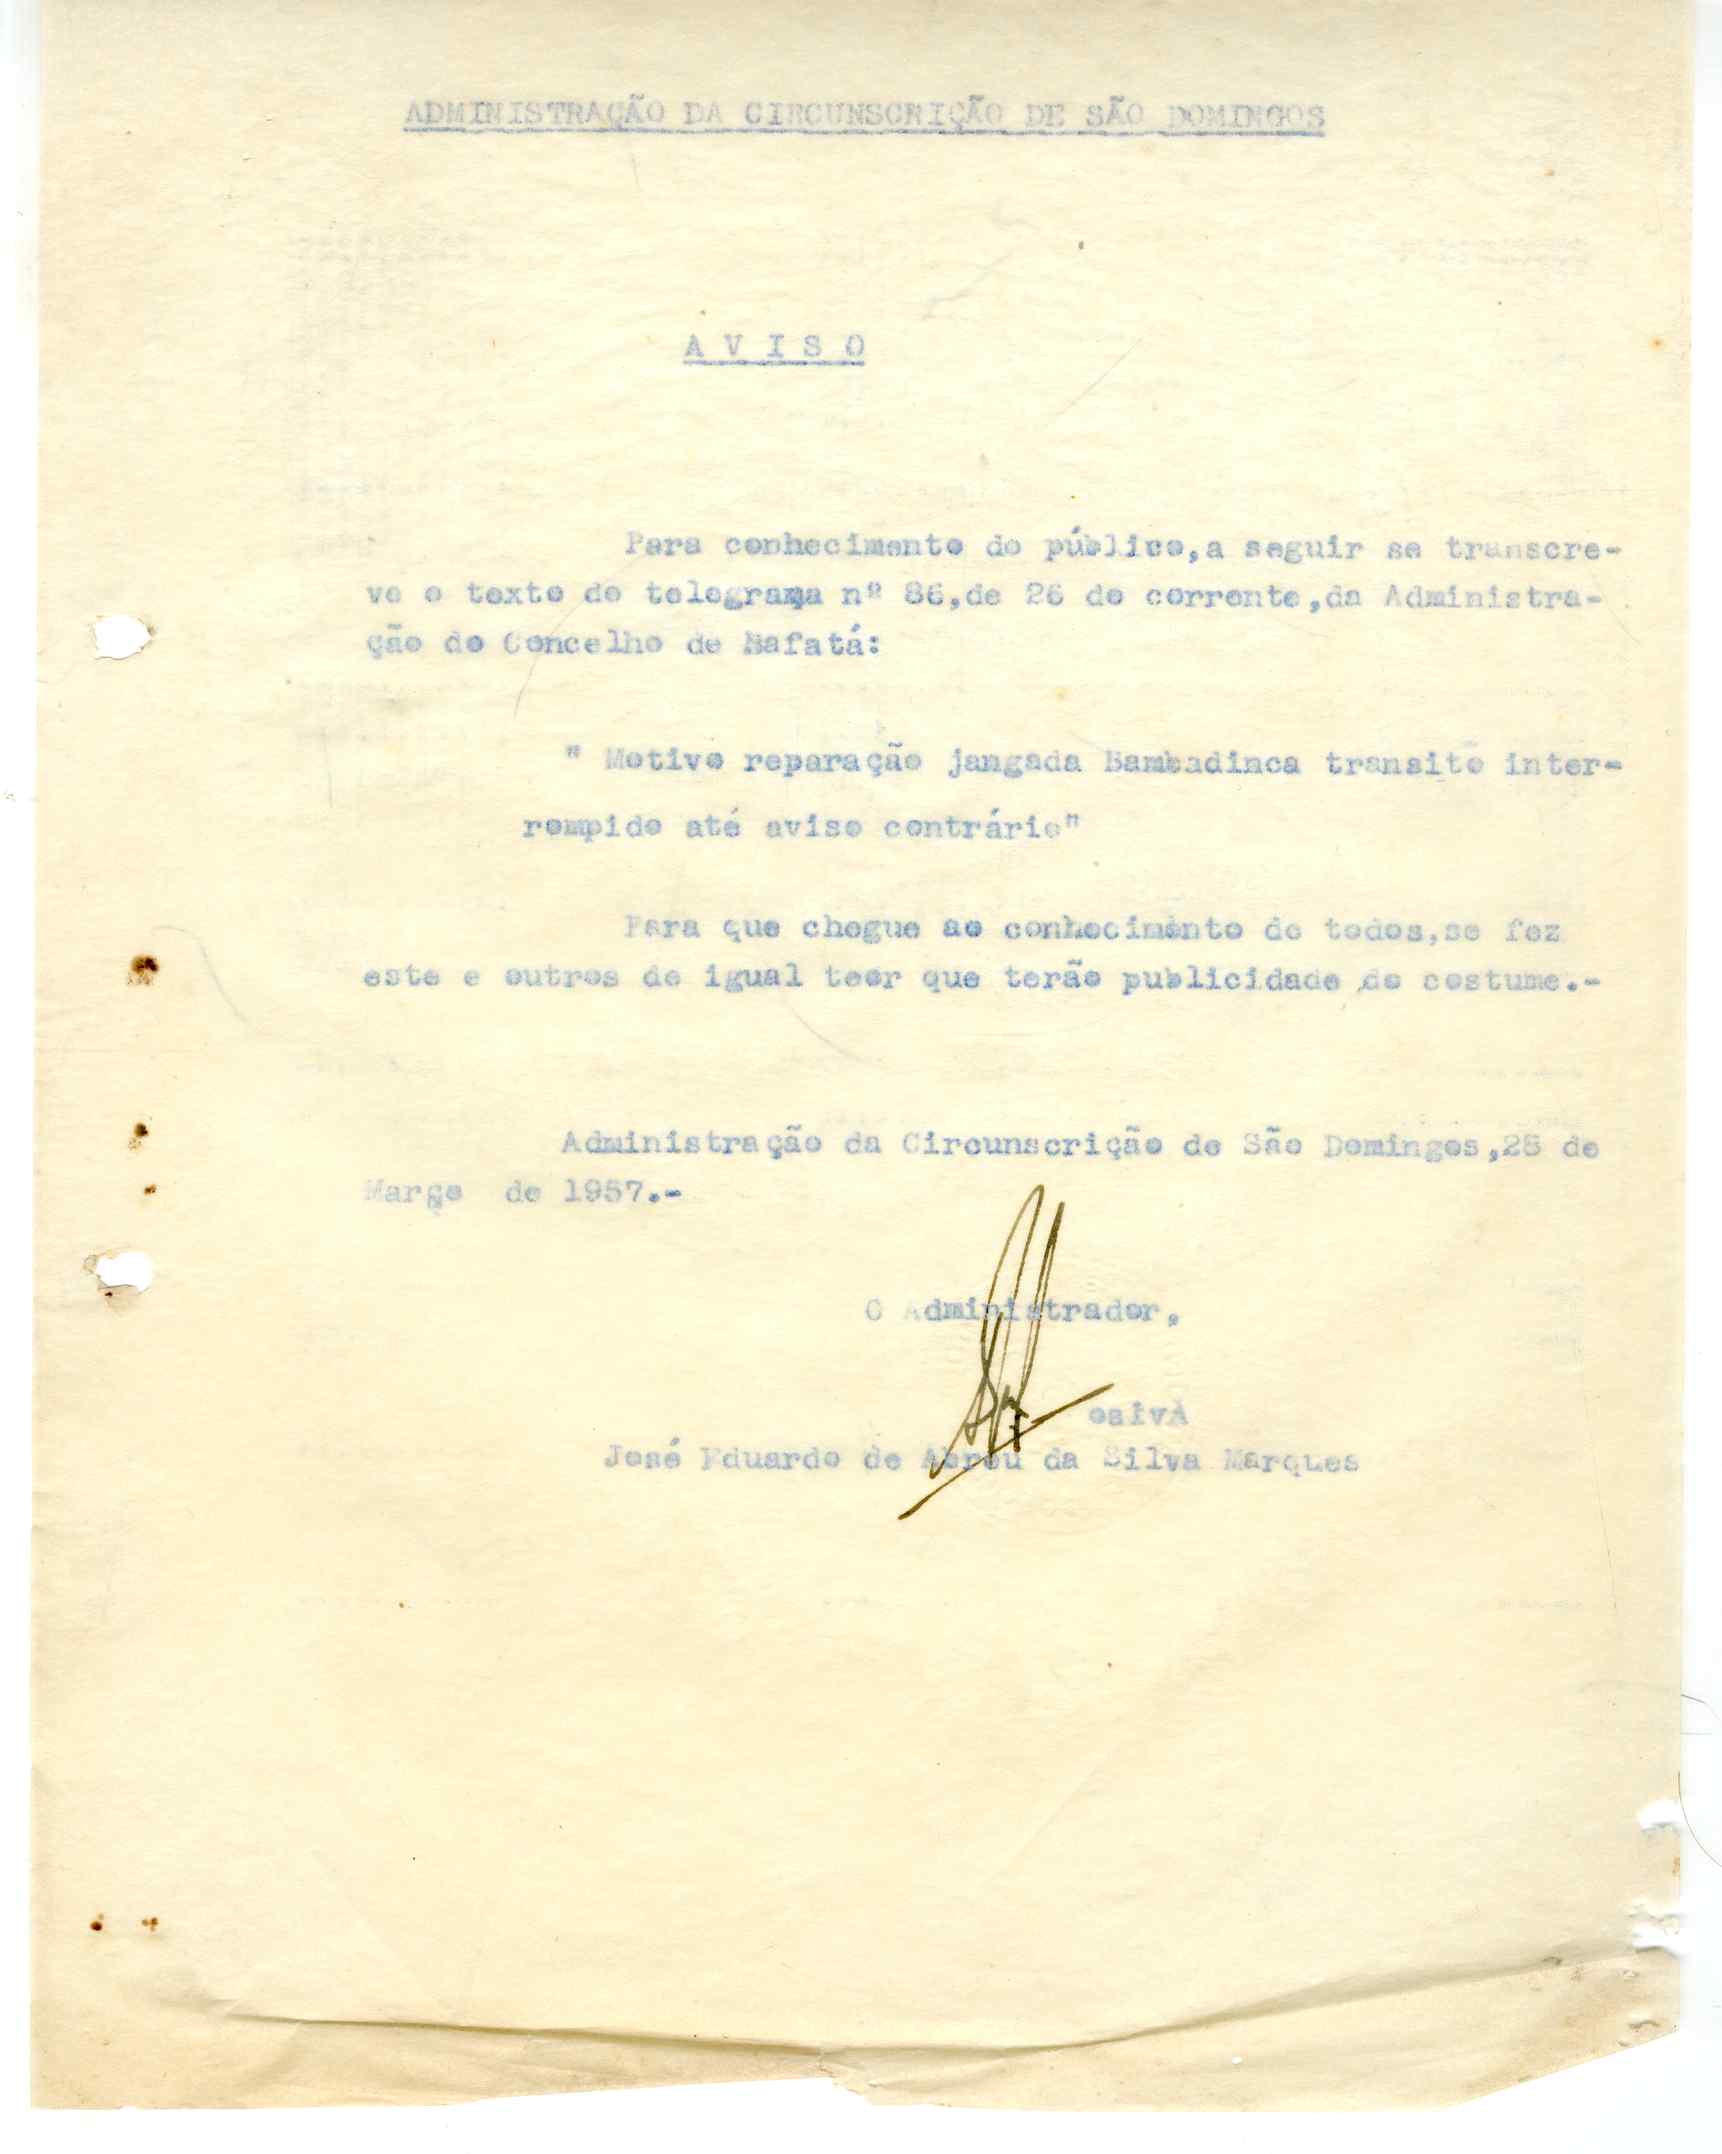 ADMINISTRAÇÃO DA CIRCUNSCRIÇÃO DE SÃO DOMINGOS
A V I S O
Para conhecimento do público,a seguir se transcre-
ve o texto do telegrama nº 86,de 26 do corrente,da Administra-
ção do Concelho de Bafatá:
" Motivo reparação jangada Bambadinca transito inter-
rompido até aviso contrário"
Para que chegue ao conhecimento de todos,se fez
este e outros de igual teor que terão publicidade do costume.-
Administração da Circunscrição de São Domingos,28 de
Março de 1957.-
O Administrador,
José Eduardo de Abreu da Silva Marques